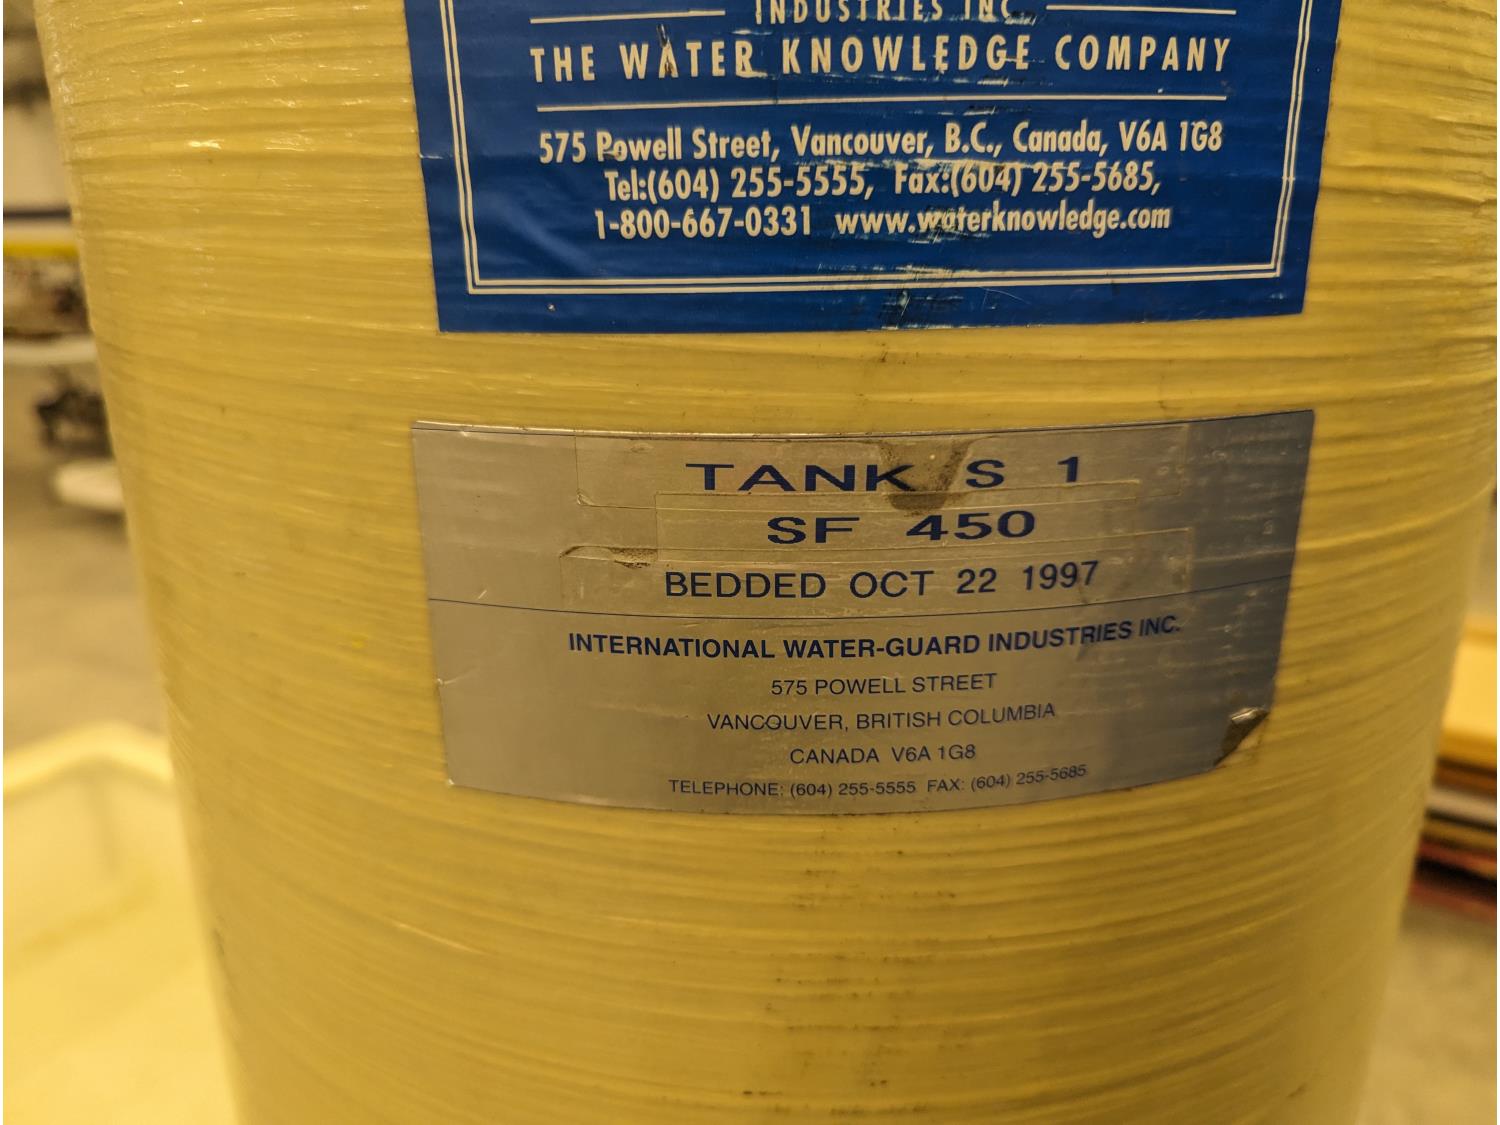 INDUSTRIES INC.
THE WATER KNOWLEDGE COMPANY
575 Powell Street, Vancouver, B.C., Canada, V6A 1G8
Tel:(604) 255-5555, Fax:(604) 255-5685,
1-800-667-0331 www.waterknowledge.com
TANK S 1
SF 450
BEDDED OCT 22 1997
INTERNATIONAL WATER-GUARD INDUSTRIES INC.
575 POWELL STREET
VANCOUVER, BRITISH COLUMBIA
CANADA V6A 1G8
TELEPHONE: (604) 255-5555 FAX: (604) 255-5685